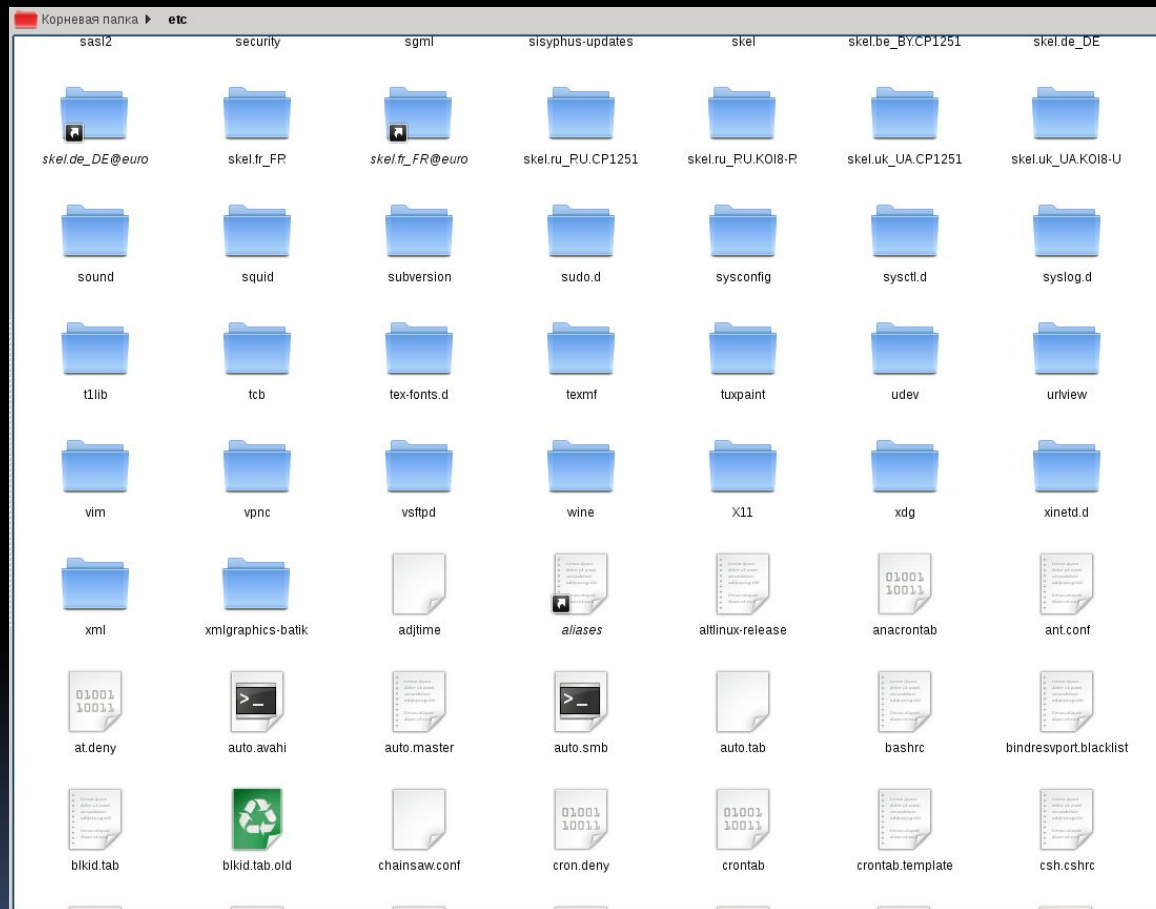 Корневая папка etc
sasl2 security sgml sisyphus-updates skel skel.be_BY.CP1251 skel.de_DE
skel.de_DE@euro skel.fr_FR skel.fr_FR@euro skel.ru_RU.CP1251 skel.ru_RU.KOI8-R skel.uk_UA.CP1251 skel.uk_UA.KOI8-U
sound squid subversion sudo.d sysconfig sysctl.d syslog.d
t1lib tcb tex-fonts.d texmf tuxpaint udev urlview
vim vpnc vsftpd wine X11 xdg xinetd.d
01001
10011
xml xmlgraphics-batik adjtime aliases altlinux-release anacrontab ant.conf
01001
10011
>_ >_
at.deny auto.avahi auto.master auto.smb auto.tab bashrc bindresvport.blacklist
01001 01001
10011 10011
blkid.tab blkid.tab.old chainsaw.conf cron.deny crontab crontab.template csh.cshrc